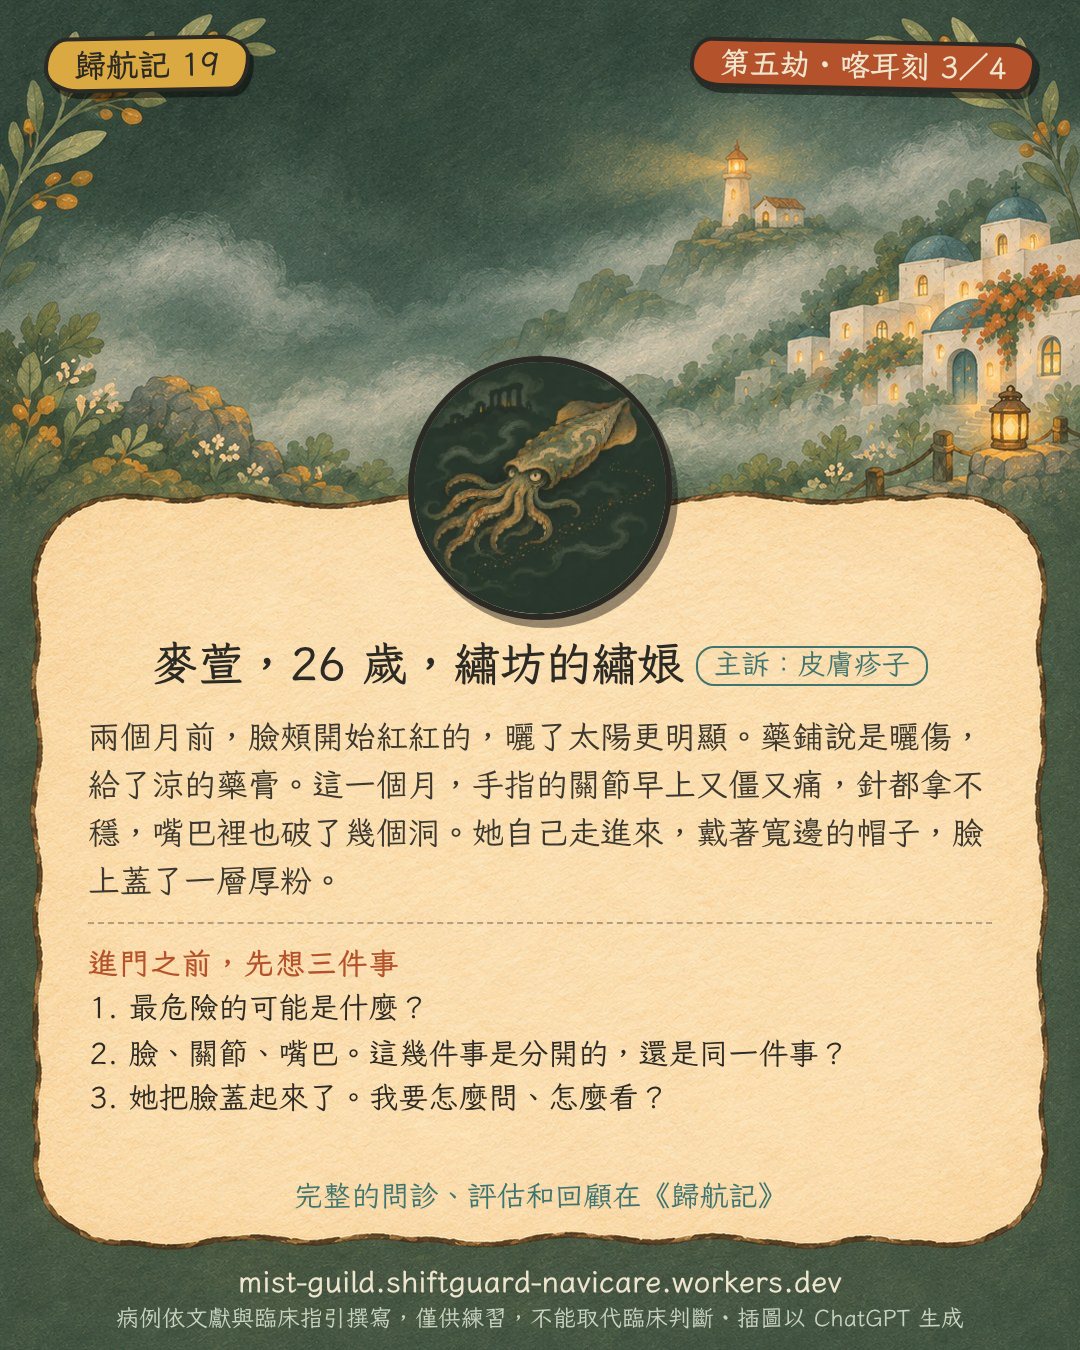 歸航記 19
第五劫・喀耳刻 3／4
麥萱，26 歲，繡坊的繡娘
主訴：皮膚疹子
兩個月前，臉頰開始紅紅的，曬了太陽更明顯。藥鋪說是曬傷，
給了涼的藥膏。這一個月，手指的關節早上又僵又痛，針都拿不
穩，嘴巴裡也破了幾個洞。她自己走進來，戴著寬邊的帽子，臉
上蓋了一層厚粉。
進門之前，先想三件事
1. 最危險的可能是什麼？
2. 臉、關節、嘴巴。這幾件事是分開的，還是同一件事？
3. 她把臉蓋起來了。我要怎麼問、怎麼看？
完整的問診、評估和回顧在《歸航記》
mist-guild.shiftguard-navicare.workers.dev
病例依文獻與臨床指引撰寫，僅供練習，不能取代臨床判斷・插圖以 ChatGPT 生成